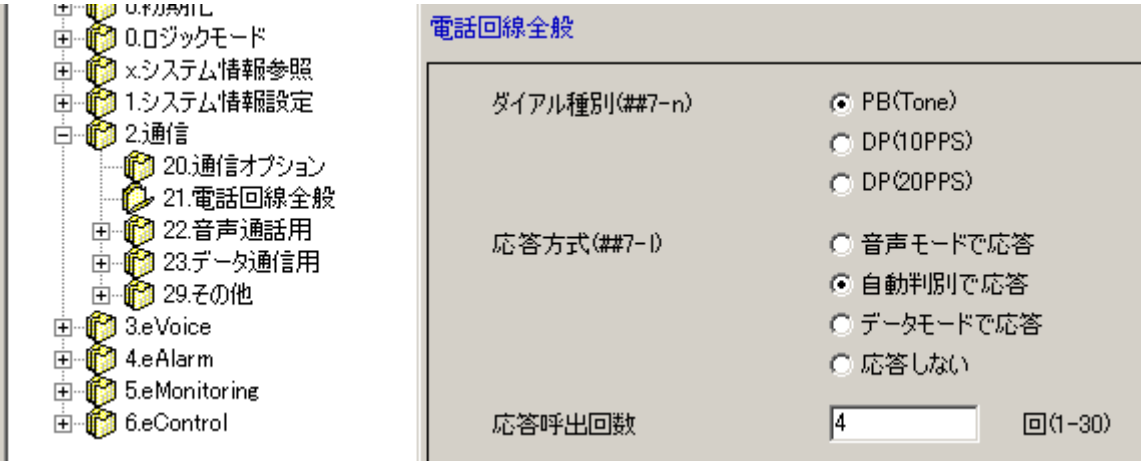 0.初期化
0.ロジックモード
x.システム情報参照
1.システム情報設定
2.通信
20.通信オプション
21.電話回線全般
22.音声通話用
23.データ通信用
29.その他
3.eVoice
4.eAlarm
5.eMonitoring
6.eControl
電話回線全般
ダイアル種別(##7-n)
PB(Tone)
DP(10PPS)
DP(20PPS)
応答方式(##7-l)
音声モードで応答
自動判別で応答
データモードで応答
応答しない
応答呼出回数 4 回(1-30)